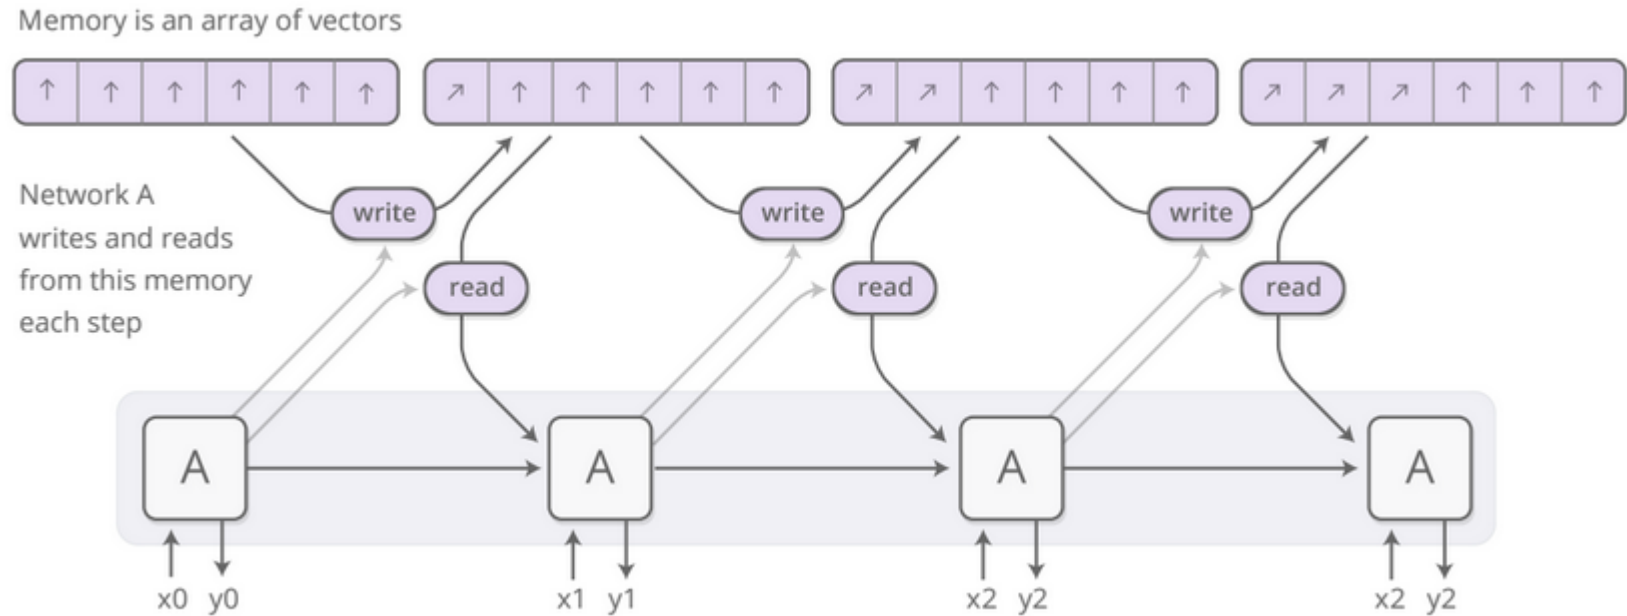 Memory is an array of vectors
Network A
writes and reads
from this memory
each step
write
write
write
read
read
read
A
A
A
A
x0 y0
x1 y1
x2 y2
x2 y2